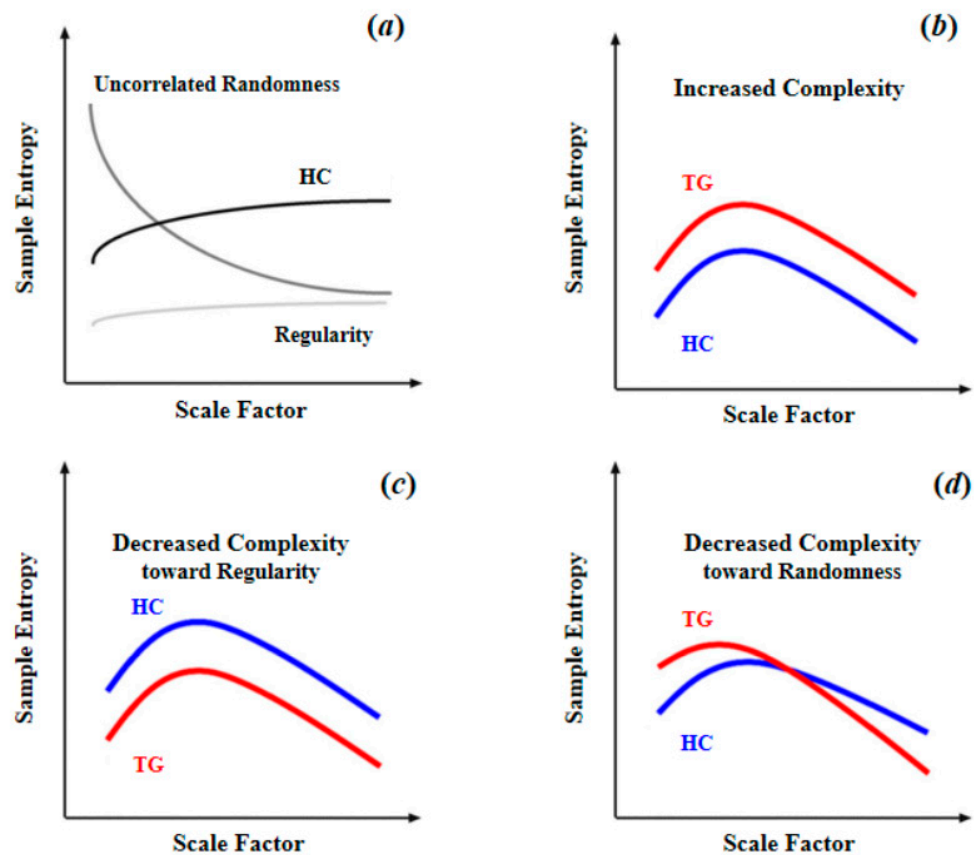 (a)
Uncorrelated Randomness
HC
Regularity
Sample Entropy
Scale Factor
(b)
Increased Complexity
TG
HC
Sample Entropy
Scale Factor
(c)
Decreased Complexity
toward Regularity
HC
TG
Sample Entropy
Scale Factor
(d)
Decreased Complexity
toward Randomness
TG
HC
Sample Entropy
Scale Factor